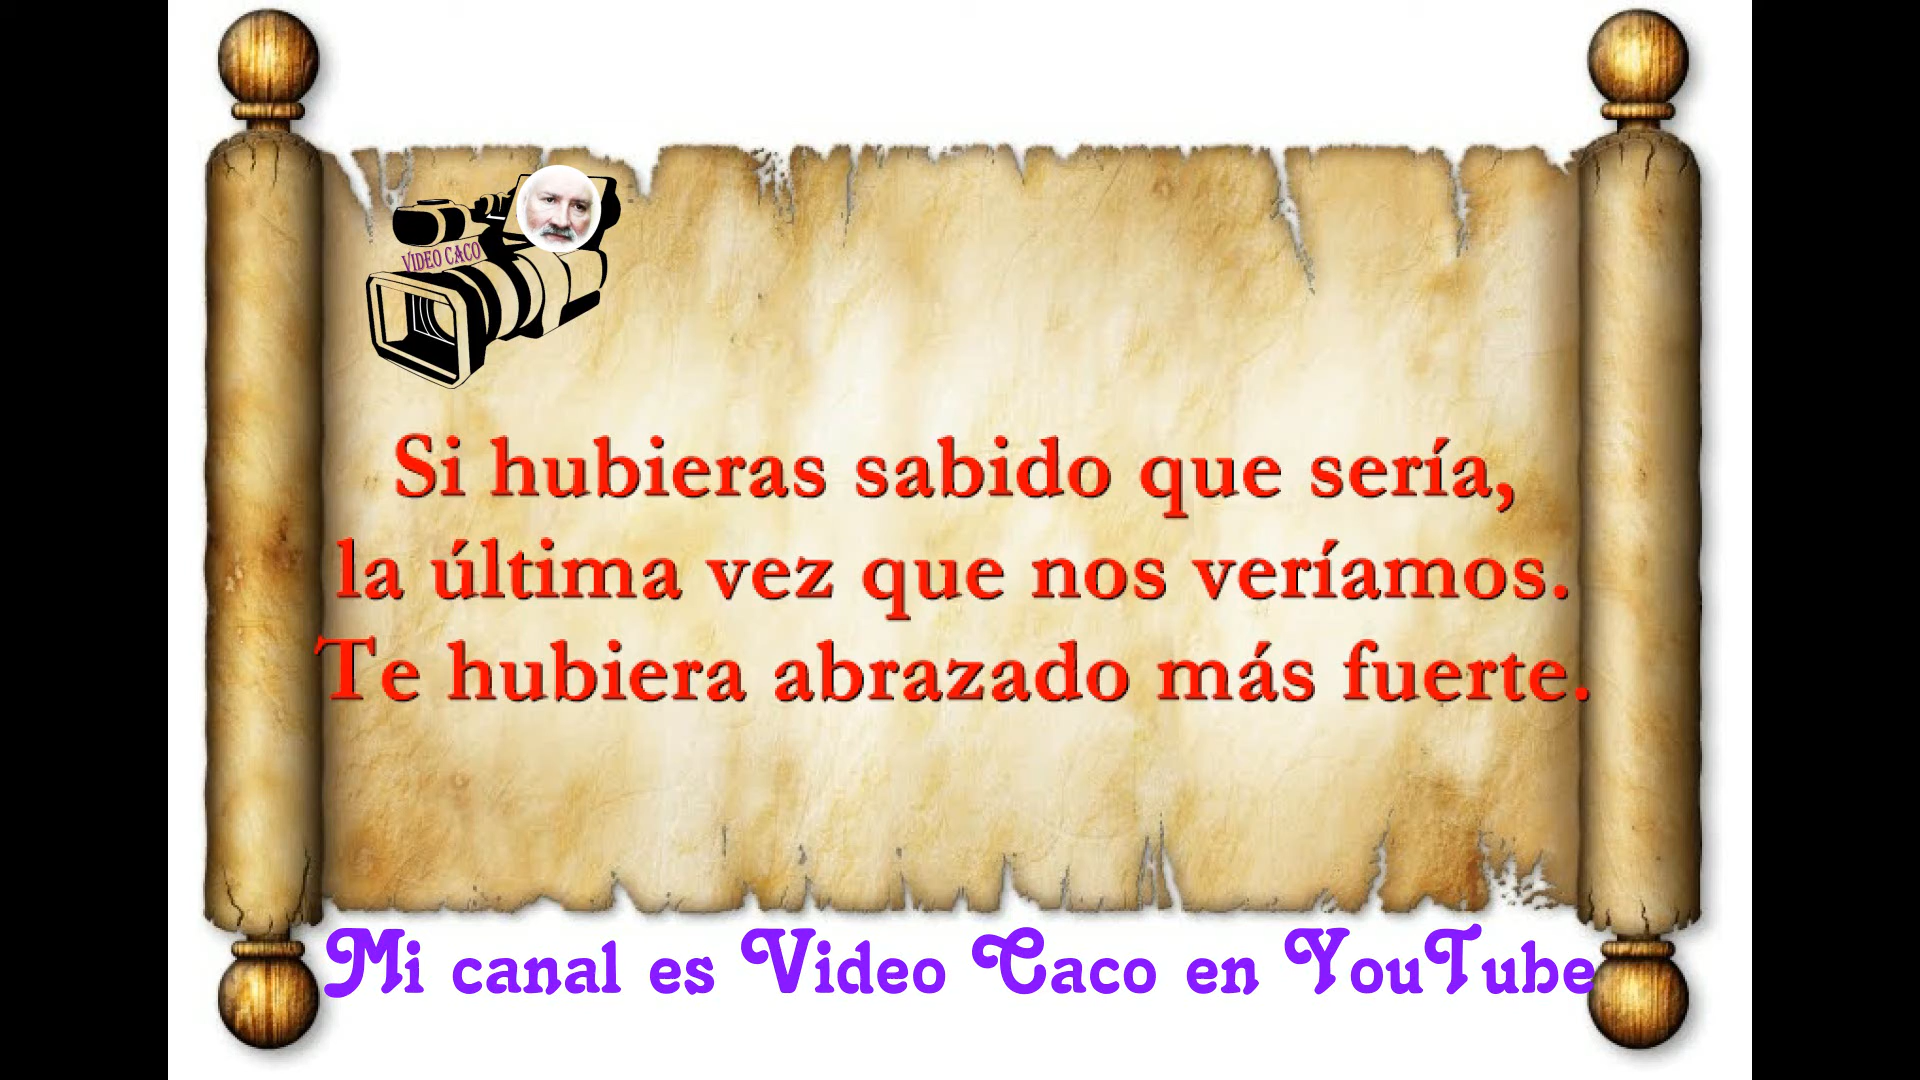 VIDEO CACO
Si hubieras sabido que sería,
la última vez que nos veríamos.
Te hubiera abrazado más fuerte.
Mi canal es Video Caco en YouTube